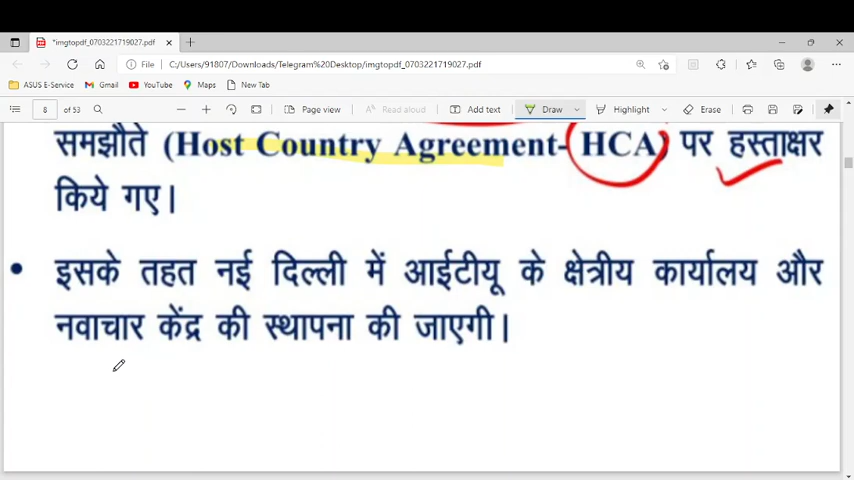 *imgtopdf_0703221719027.pdf
File C:/Users/91807/Downloads/Telegram%20Desktop/imgtopdf_0703221719027.pdf
ASUS E-Service Gmail YouTube Maps New Tab
8 of 53 Page view Read aloud Add text Draw Highlight Erase
समझौते (Host Country Agreement- HCA) पर हस्ताक्षर
किये गए।
• इसके तहत नई दिल्ली में आईटीयू के क्षेत्रीय कार्यालय और
नवाचार केंद्र की स्थापना की जाएगी।